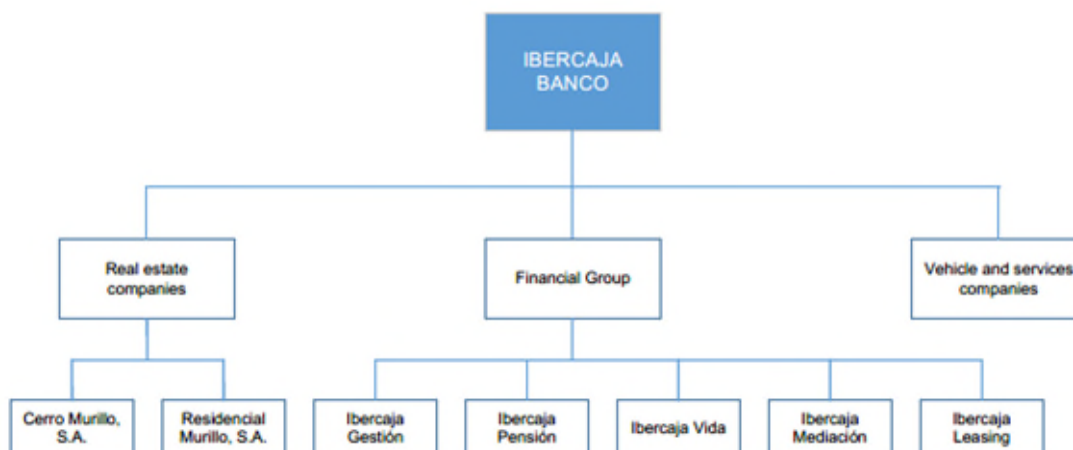 IBERCAJA
BANCO
Real estate
companies
Financial Group
Vehicle and services
companies
Cerro Murillo,
S.A.
Residencial
Murillo, S.A.
Ibercaja
Gestión
Ibercaja
Pensión
Ibercaja Vida
Ibercaja
Mediación
Ibercaja
Leasing